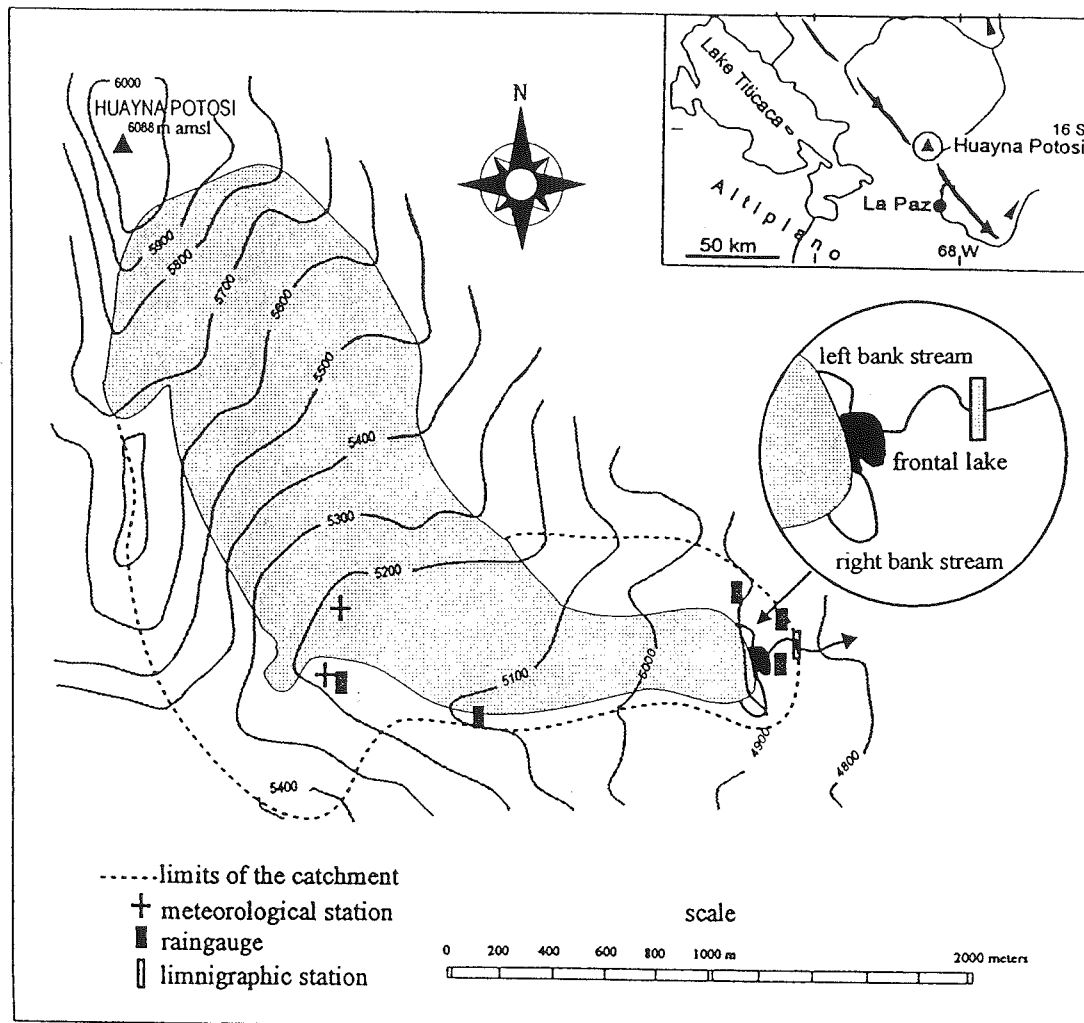 6000
HUAYNA POTOSI
6088 m amsl
N
5900
5800
5700
5600
5500
5400
5300
5200
5100
6000
4900
4800
5400
Lake Titicaca
Altiplano
16 S
Huayna Potosi
La Paz
50 km
68 W
left bank stream
frontal lake
right bank stream
limits of the catchment
meteorological station
raingauge
limnigraphic station
scale
0 200 400 600 800 1000 m 2000 meters